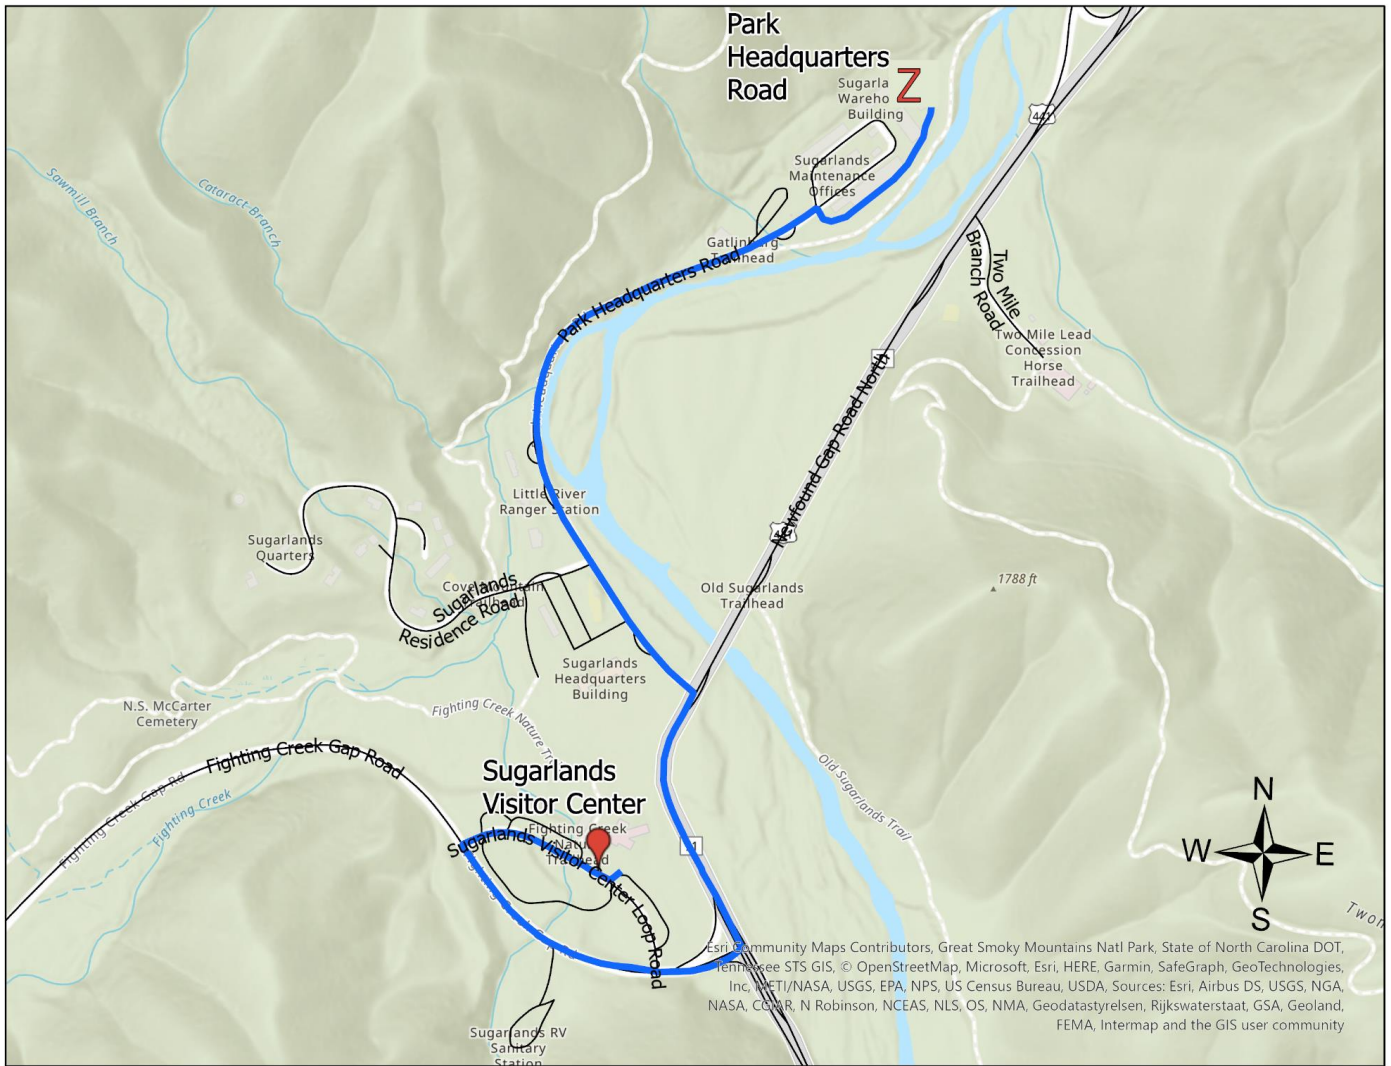 Park
Headquarters
Road
Sugarla
Wareho
Building
Z
441
Sugarlands
Maintenance
Offices
Sawmill Branch
Cataract Branch
Gatlinburg
Trailhead
Park Headquarters Road
Two Mile
Branch Road
Two Mile Lead
Concession
Horse
Trailhead
Newfound Gap Road North
Little River
Ranger Station
Sugarlands
Quarters
Sugarlands
Residence Road
Old Sugarlands
Trailhead
1788 ft
Sugarlands
Headquarters
Building
N.S. McCarter
Cemetery
Fighting Creek Nature Tr
Fighting Creek Gap Road
Fighting Creek Gap Rd
Fighting Creek
Sugarlands
Visitor Center
Fighting Creek
Nature
Trailhead
Sugarlands Visitor Center Loop Road
Old Sugarlands Trail
N
W
E
S
Sugarlands RV
Sanitary
Station
Esri Community Maps Contributors, Great Smoky Mountains Natl Park, State of North Carolina DOT,
Tennessee STS GIS, © OpenStreetMap, Microsoft, Esri, HERE, Garmin, SafeGraph, GeoTechnologies,
Inc, METI/NASA, USGS, EPA, NPS, US Census Bureau, USDA, Sources: Esri, Airbus DS, USGS, NGA,
NASA, CGIAR, N Robinson, NCEAS, NLS, OS, NMA, Geodatastyrelsen, Rijkswaterstaat, GSA, Geoland,
FEMA, Intermap and the GIS user community